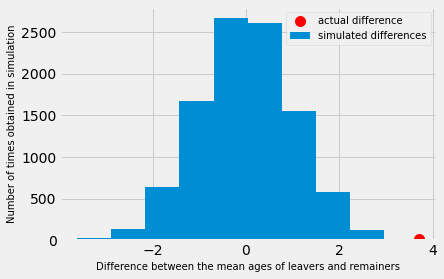 actual difference
simulated differences
2500
2000
1500
1000
500
0
Number of times obtained in simulation
−2 0 2 4
Difference between the mean ages of leavers and remainers